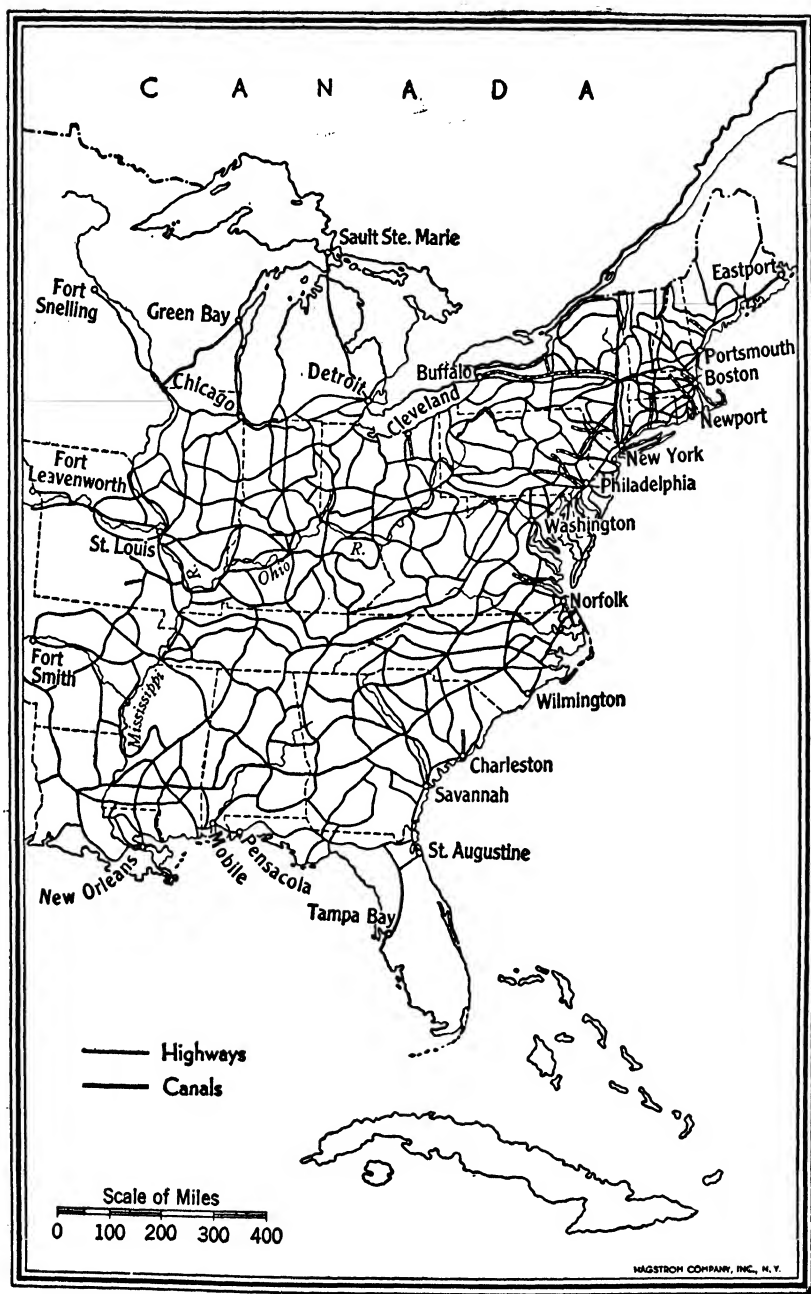 CANADA
Sault Ste. Marie
Eastport
Fort
Snelling
Green Bay
Portsmouth
Buffalo
Detroit
Boston
Chicago
Cleveland
Newport
New York
Fort
Leavenworth
Philadelphia
Washington
St. Louis
R.
Ohio
R.
Norfolk
Fort
Smith
Mississippi
Wilmington
Charleston
Savannah
St. Augustine
New Orleans
Mobile
Pensacola
Tampa Bay
Highways
Canals
Scale of Miles
0 100 200 300 400
HAGSTROM COMPANY, INC., N. Y.